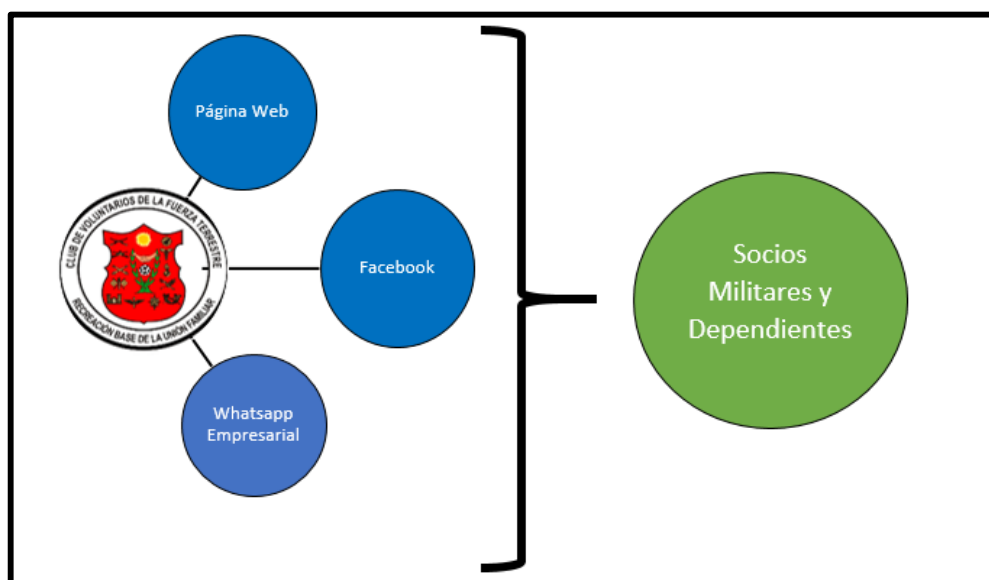 Página Web
CLUB DE VOLUNTARIOS DE LA FUERZA TERRESTRE
RECREACIÓN BASE DE LA UNIÓN FAMILIAR
Facebook
Whatsapp
Empresarial
Socios
Militares y
Dependientes